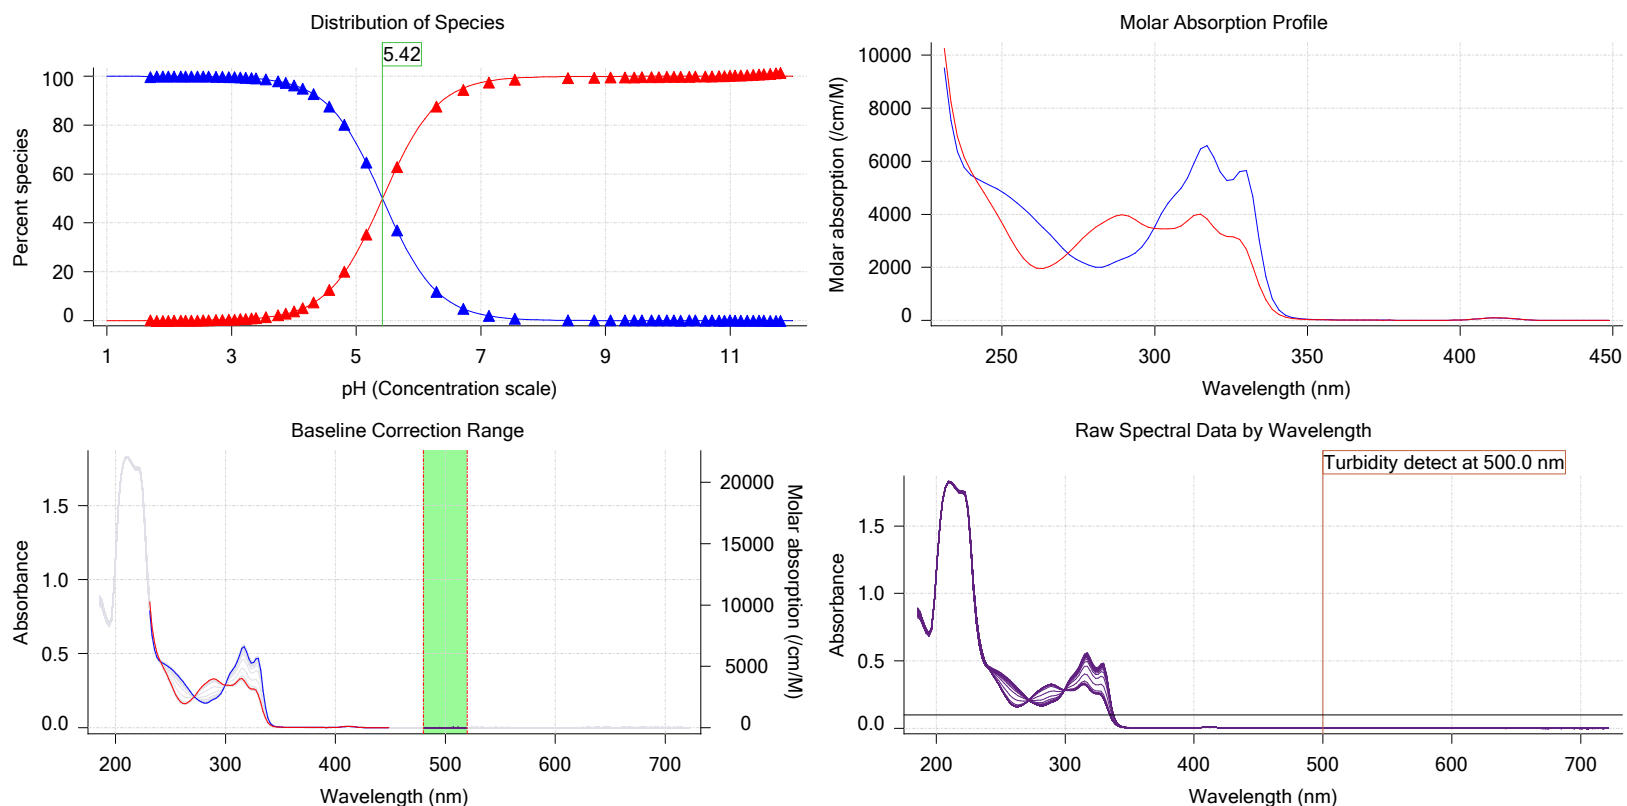 Distribution of Species
5.42
100
80
60
40
20
0
Percent species
1 3 5 7 9 11
pH (Concentration scale)
Molar Absorption Profile
10000
8000
6000
4000
2000
0
Molar absorption (/cm/M)
250 300 350 400 450
Wavelength (nm)
Baseline Correction Range
1.5
1.0
0.5
0.0
Absorbance
20000
15000
10000
5000
0
Molar absorption (/cm/M)
200 300 400 500 600 700
Wavelength (nm)
Raw Spectral Data by Wavelength
Turbidity detect at 500.0 nm
1.5
1.0
0.5
0.0
Absorbance
200 300 400 500 600 700
Wavelength (nm)